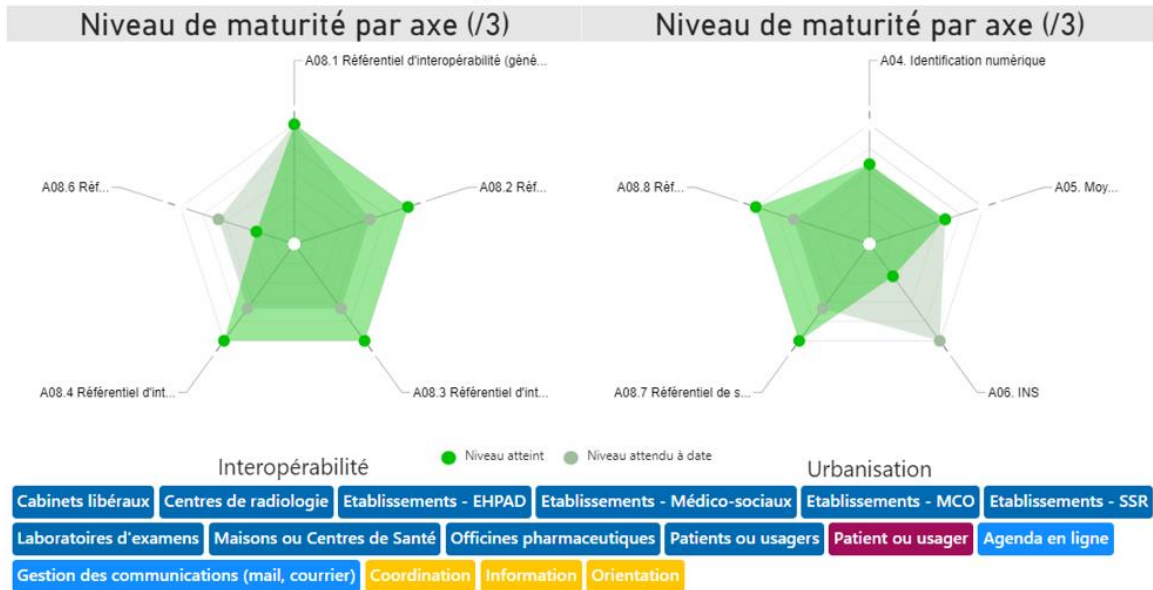 Niveau de maturité par axe (/3)
Niveau de maturité par axe (/3)
A08.1 Référentiel d'interopérabilité (géné...
A08.6 Réf...
A08.2 Réf...
A08.4 Référentiel d'int...
A08.3 Référentiel d'int...
A04. Identification numérique
A08.8 Réf...
A05. Moy...
A08.7 Référentiel de s...
A06. INS
Interopérabilité
Niveau atteint
Niveau attendu à date
Urbanisation
Cabinets libéraux Centres de radiologie Etablissements - EHPAD Etablissements - Médico-sociaux Etablissements - MCO Etablissements - SSR
Laboratoires d'examens Maisons ou Centres de Santé Officines pharmaceutiques Patients ou usagers Patient ou usager Agenda en ligne
Gestion des communications (mail, courrier) Coordination Information Orientation